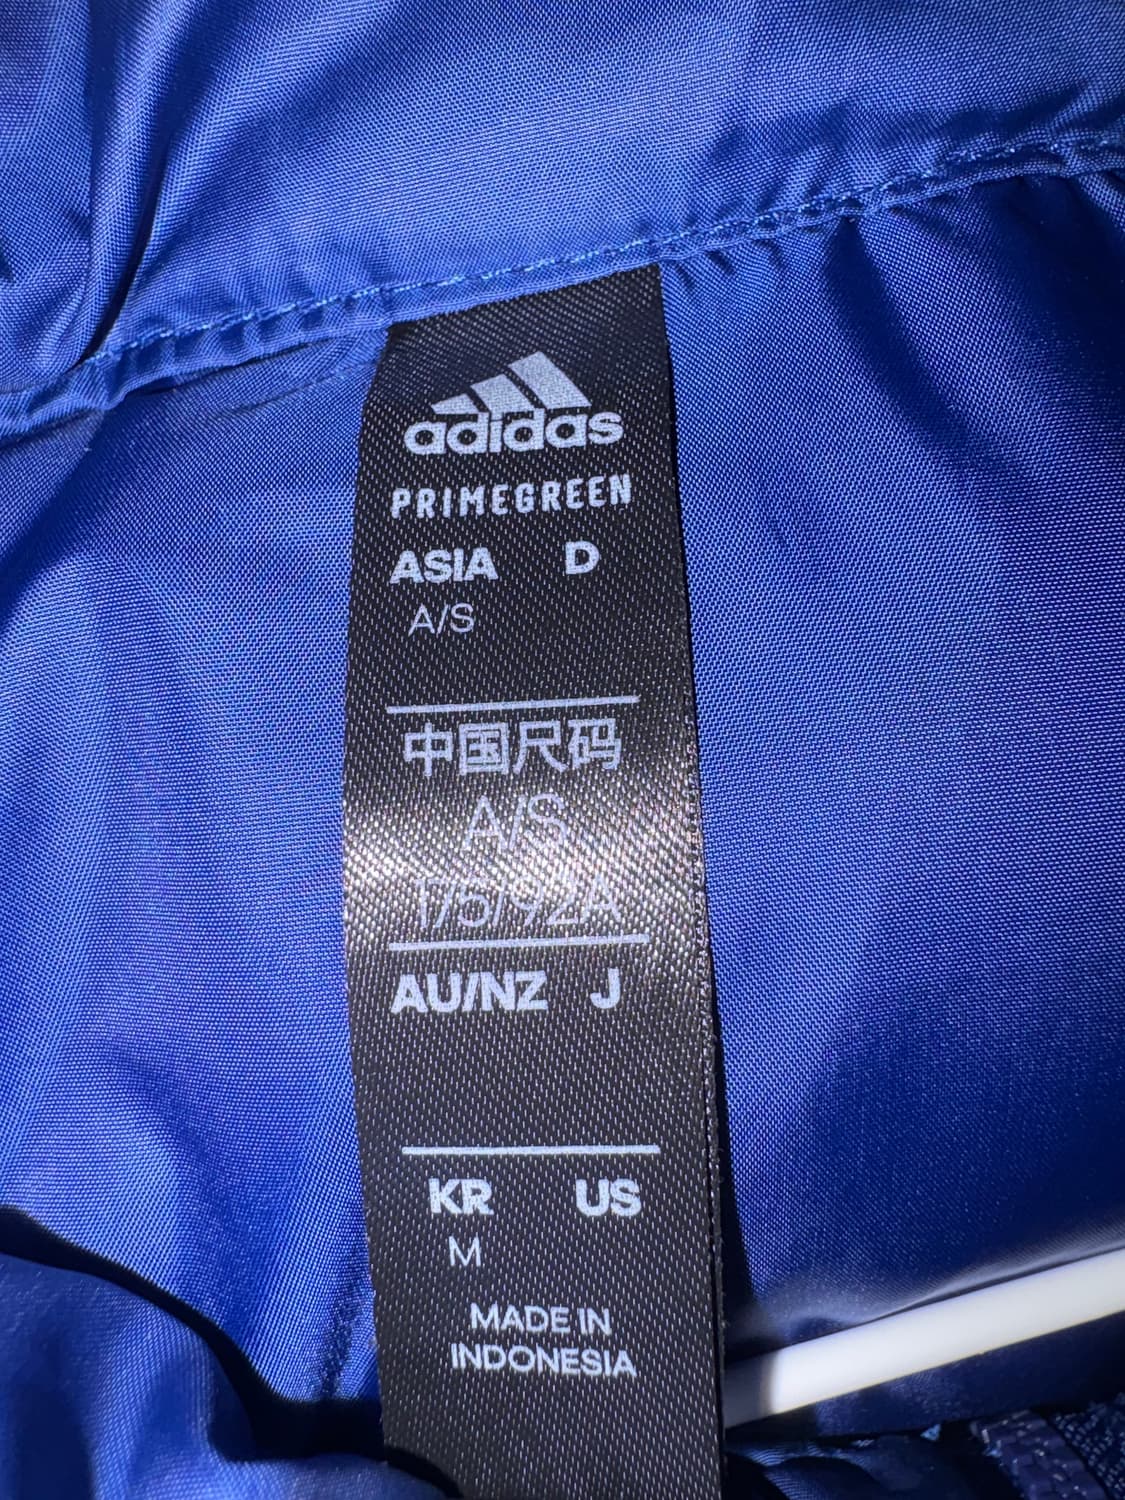 adidas
PRIMEGREEN
ASIA D
A/S
中国尺码
A/S
175/92A
AU/NZ J
KR US
M
MADE IN
INDONESIA